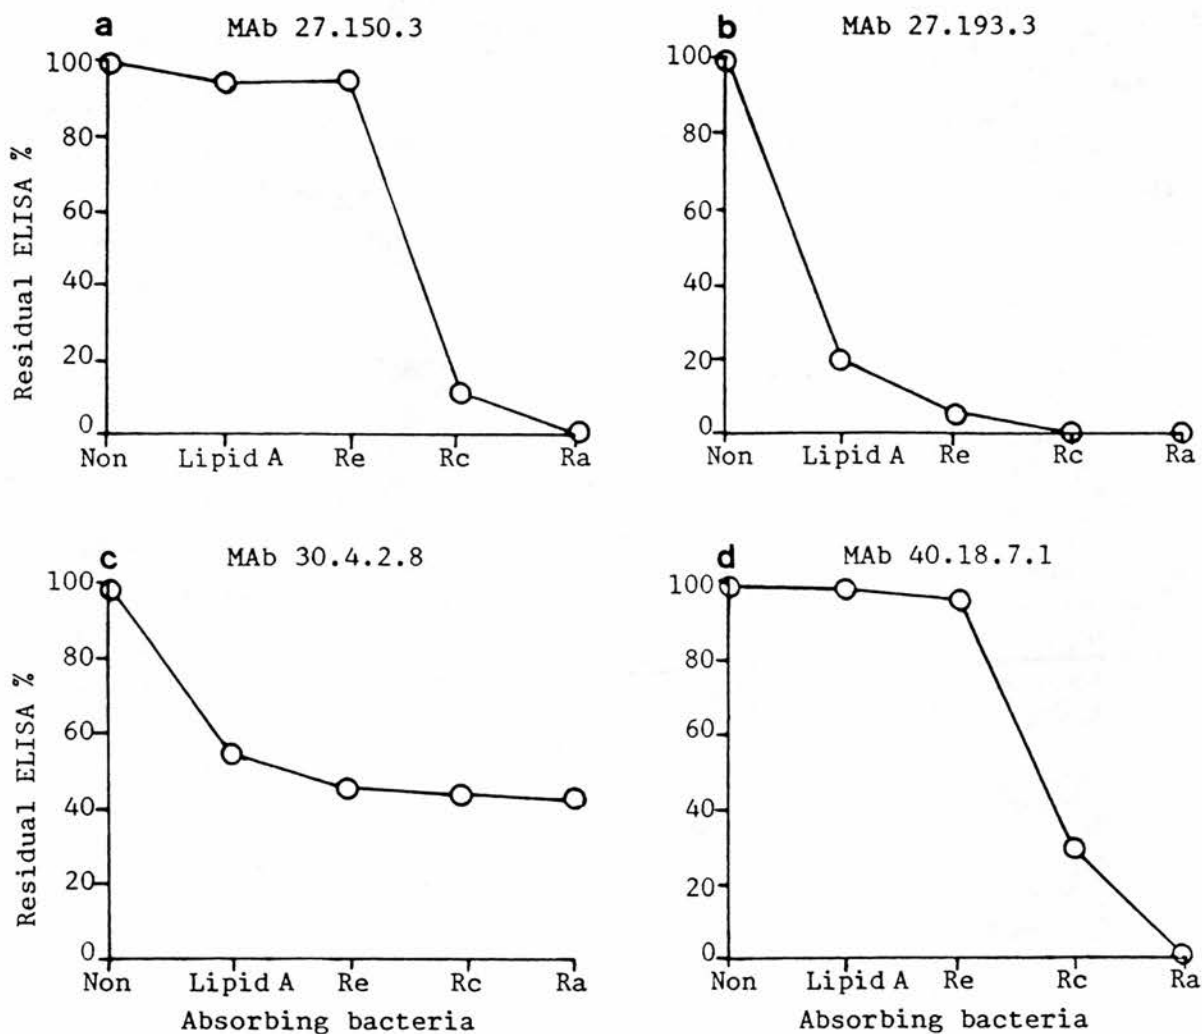 a MAb 27.150.3
Residual ELISA %
100
80
60
40
20
0
Non Lipid A Re Rc Ra
b MAb 27.193.3
100
80
60
40
20
0
Non Lipid A Re Rc Ra
c MAb 30.4.2.8
Residual ELISA %
100
80
60
40
20
0
Non Lipid A Re Rc Ra
Absorbing bacteria
d MAb 40.18.7.1
100
80
60
40
20
0
Non Lipid A Re Rc Ra
Absorbing bacteria